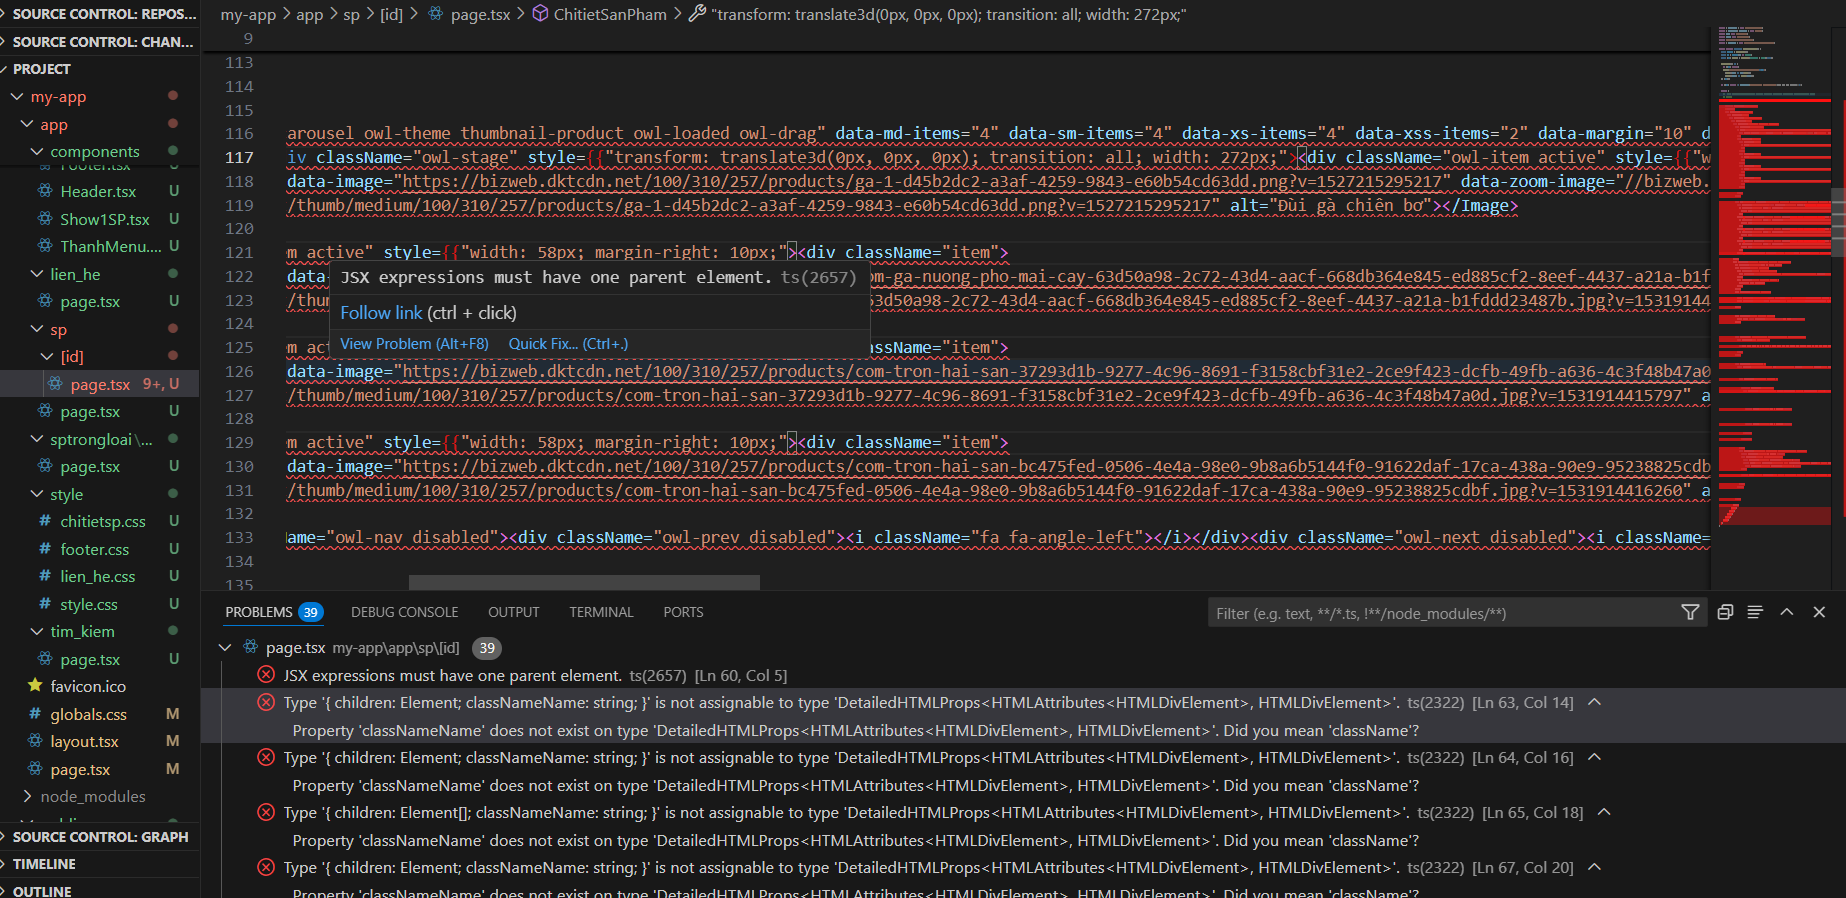 SOURCE CONTROL: REPOS...
SOURCE CONTROL: CHAN...
PROJECT
my-app
app
components
Footer.tsx U
Header.tsx U
Show1SP.tsx U
ThanhMenu.... U
lien_he
page.tsx U
sp
[id]
page.tsx 9+, U
page.tsx U
sptrongloai\...
page.tsx U
style
# chitietsp.css U
# footer.css U
# lien_he.css U
# style.css U
tim_kiem
page.tsx U
favicon.ico
# globals.css M
layout.tsx M
page.tsx M
node_modules
SOURCE CONTROL: GRAPH
TIMELINE
OUTLINE
my-app > app > sp > [id] > page.tsx > ChitietSanPham > "transform: translate3d(0px, 0px, 0px); transition: all; width: 272px;"
9
113
114
115
116 arousel owl-theme thumbnail-product owl-loaded owl-drag" data-md-items="4" data-sm-items="4" data-xs-items="4" data-xss-items="2" data-margin="10" d
117 iv className="owl-stage" style={{"transform: translate3d(0px, 0px, 0px); transition: all; width: 272px;"><div className="owl-item active" style={{"w
118 data-image="https://bizweb.dktcdn.net/100/310/257/products/ga-1-d45b2dc2-a3af-4259-9843-e60b54cd63dd.png?v=1527215295217" data-zoom-image="//bizweb.
119 /thumb/medium/100/310/257/products/ga-1-d45b2dc2-a3af-4259-9843-e60b54cd63dd.png?v=1527215295217" alt="Đùi gà chiên bơ"></Image>
120
121 m active" style={{"width: 58px; margin-right: 10px;"><div className="item">
122 data- om-ga-nuong-pho-mai-cay-63d50a98-2c72-43d4-aacf-668db364e845-ed885cf2-8eef-4437-a21a-b1f
123 /thum 63d50a98-2c72-43d4-aacf-668db364e845-ed885cf2-8eef-4437-a21a-b1fddd23487b.jpg?v=15319144
124
125 m act ssName="item">
126 data-image="https://bizweb.dktcdn.net/100/310/257/products/com-tron-hai-san-37293d1b-9277-4c96-8691-f3158cbf31e2-2ce9f423-dcfb-49fb-a636-4c3f48b47a0
127 /thumb/medium/100/310/257/products/com-tron-hai-san-37293d1b-9277-4c96-8691-f3158cbf31e2-2ce9f423-dcfb-49fb-a636-4c3f48b47a0d.jpg?v=1531914415797" a
128
129 m active" style={{"width: 58px; margin-right: 10px;"><div className="item">
130 data-image="https://bizweb.dktcdn.net/100/310/257/products/com-tron-hai-san-bc475fed-0506-4e4a-98e0-9b8a6b5144f0-91622daf-17ca-438a-90e9-95238825cdb
131 /thumb/medium/100/310/257/products/com-tron-hai-san-bc475fed-0506-4e4a-98e0-9b8a6b5144f0-91622daf-17ca-438a-90e9-95238825cdbf.jpg?v=1531914416260" a
132
133 ame="owl-nav disabled"><div className="owl-prev disabled"><i className="fa fa-angle-left"></i></div><div className="owl-next disabled"><i className=
134
135
JSX expressions must have one parent element. ts(2657)
Follow link (ctrl + click)
View Problem (Alt+F8) Quick Fix... (Ctrl+.)
PROBLEMS 39 DEBUG CONSOLE OUTPUT TERMINAL PORTS
Filter (e.g. text, **/*.ts, !**/node_modules/**)
page.tsx my-app\app\sp\[id] 39
JSX expressions must have one parent element. ts(2657) [Ln 60, Col 5]
Type '{ children: Element; classNameName: string; }' is not assignable to type 'DetailedHTMLProps<HTMLAttributes<HTMLDivElement>, HTMLDivElement>'. ts(2322) [Ln 63, Col 14]
Property 'classNameName' does not exist on type 'DetailedHTMLProps<HTMLAttributes<HTMLDivElement>, HTMLDivElement>'. Did you mean 'className'?
Type '{ children: Element; classNameName: string; }' is not assignable to type 'DetailedHTMLProps<HTMLAttributes<HTMLDivElement>, HTMLDivElement>'. ts(2322) [Ln 64, Col 16]
Property 'classNameName' does not exist on type 'DetailedHTMLProps<HTMLAttributes<HTMLDivElement>, HTMLDivElement>'. Did you mean 'className'?
Type '{ children: Element[]; classNameName: string; }' is not assignable to type 'DetailedHTMLProps<HTMLAttributes<HTMLDivElement>, HTMLDivElement>'. ts(2322) [Ln 65, Col 18]
Property 'classNameName' does not exist on type 'DetailedHTMLProps<HTMLAttributes<HTMLDivElement>, HTMLDivElement>'. Did you mean 'className'?
Type '{ children: Element; classNameName: string; }' is not assignable to type 'DetailedHTMLProps<HTMLAttributes<HTMLDivElement>, HTMLDivElement>'. ts(2322) [Ln 67, Col 20]
Property 'classNameName' does not exist on type 'DetailedHTMLProps<HTMLAttributes<HTMLDivElement>, HTMLDivElement>'. Did you mean 'className'?